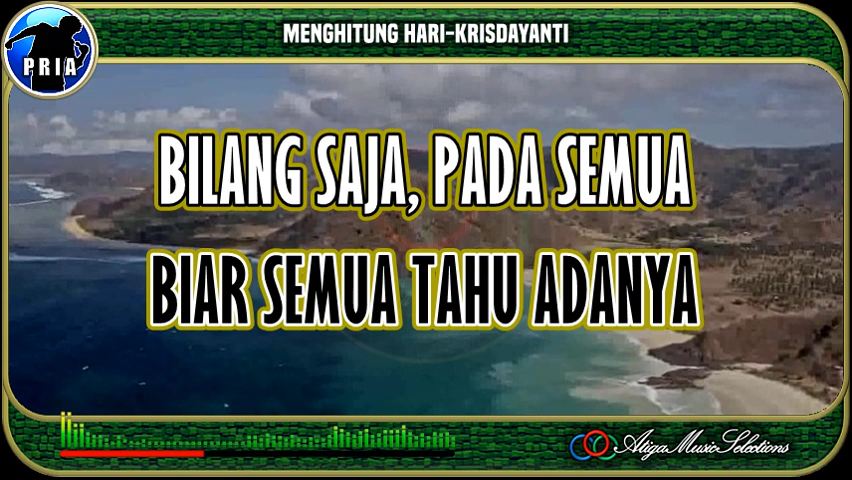 MENGHITUNG HARI-KRISDAYANTI
PRIA
BILANG SAJA, PADA SEMUA
BIAR SEMUA TAHU ADANYA
AtigaMusicSelections